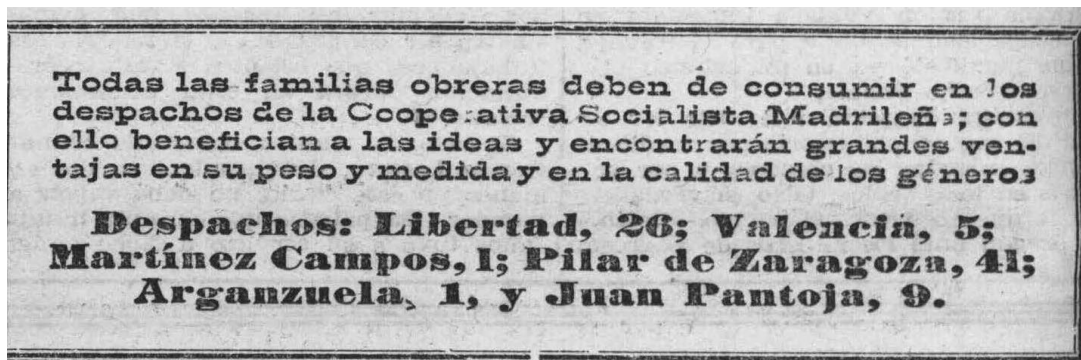 Todas las familias obreras deben de consumir en los
despachos de la Cooperativa Socialista Madrileña; con
ello benefician a las ideas y encontrarán grandes ven-
tajas en su peso y medida y en la calidad de los géneros
Despachos: Libertad, 26; Valencia, 5;
Martínez Campos, 1; Pilar de Zaragoza, 41;
Arganzuela, 1, y Juan Pantoja, 9.